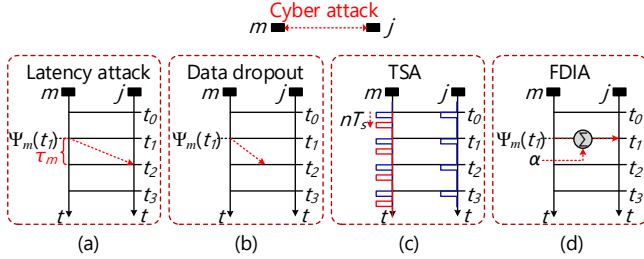 Cyber attack
m j
Latency attack Data dropout TSA FDIA
m j m j m j m j
t₀ t₀ t₀ t₀
nTₛ
Ψₘ(t₁) t₁ Ψₘ(t₁) t₁ t₁ Ψₘ(t₁) Σ t₁
τₘ α
t₂ t₂ t₂ t₂
t₃ t₃ t₃ t₃
t t t t t t t t
(a) (b) (c) (d)